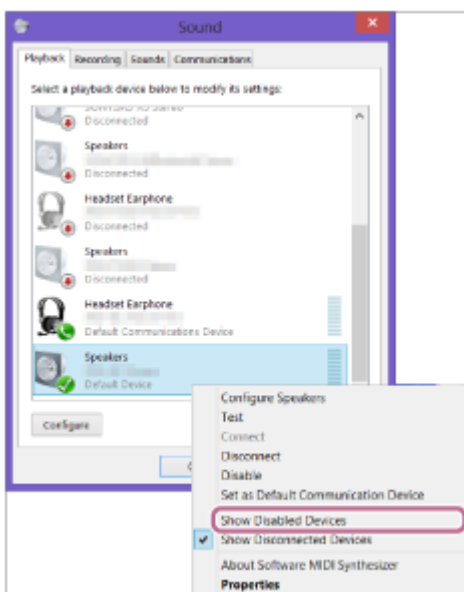 Sound
Playback Recording Sounds Communications
Select a playback device below to modify its settings:
Disconnected
Speakers
Disconnected
Headset Earphone
Disconnected
Speakers
Disconnected
Headset Earphone
Default Communications Device
Speakers
Default Device
Configure
Configure Speakers
Test
Connect
Disconnect
Disable
Set as Default Communication Device
Show Disabled Devices
Show Disconnected Devices
About Software MIDI Synthesizer
Properties